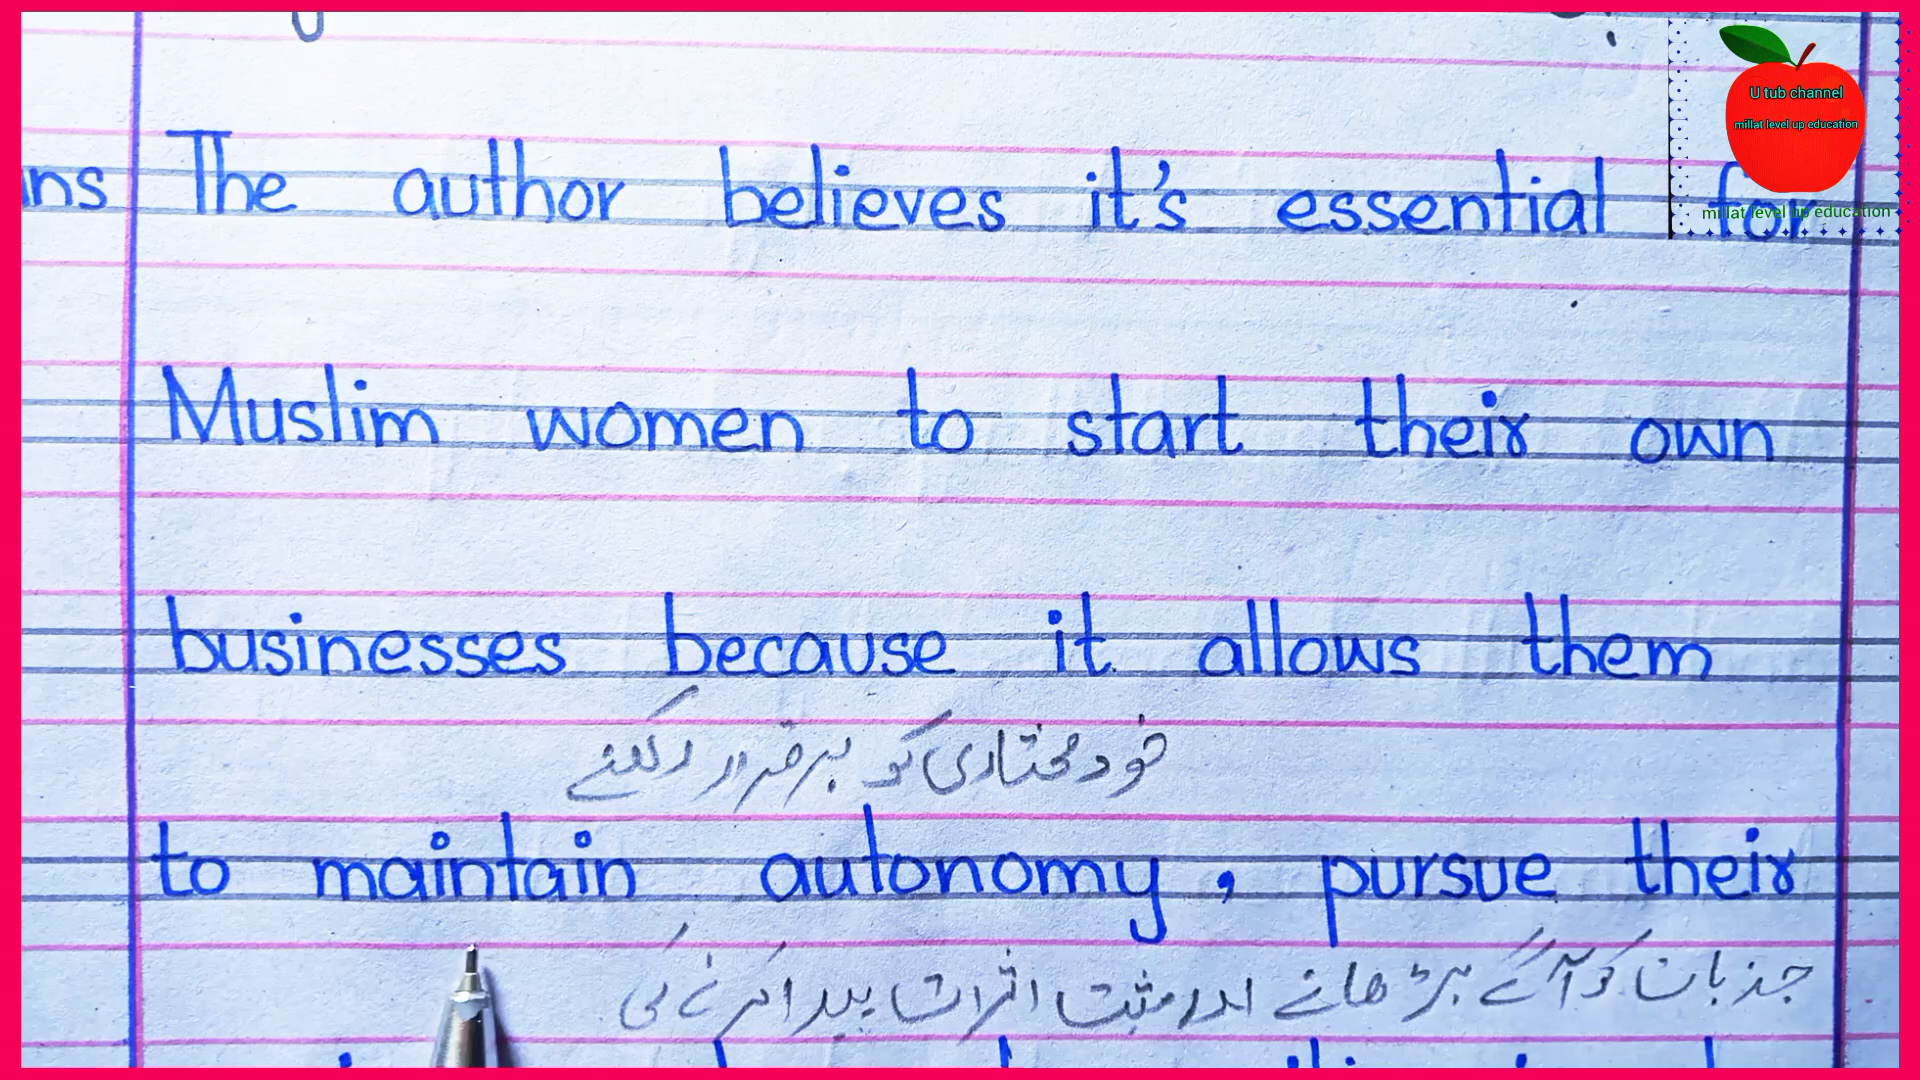 U tub channel
millat level up education
The author believes it's essential for
millat level up education
Muslim women to start their own
businesses because it allows them
خود مختاری کو برقرار رکھنے
to maintain autonomy, pursue their
جذبات کو آگے بڑھانے اور مثبت اثرات پیدا کرنے کی